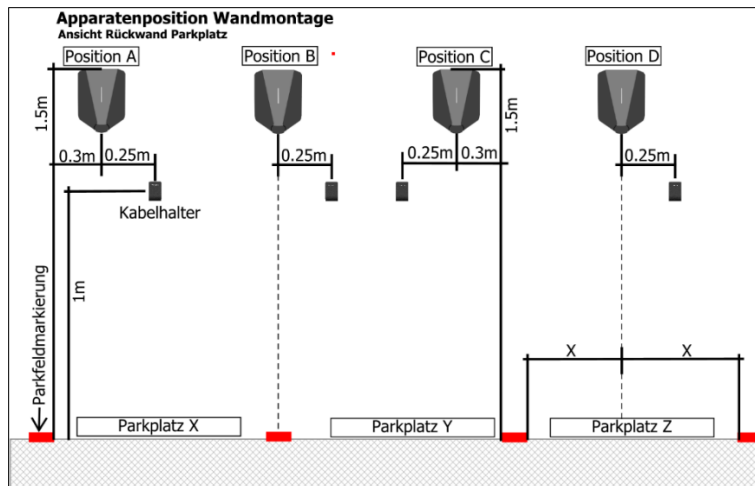 Apparatenposition Wandmontage
Ansicht Rückwand Parkplatz
Position A
Position B
Position C
Position D
1.5m
1.5m
0.3m
0.25m
0.25m
0.25m
0.3m
0.25m
Kabelhalter
1m
Parkfeldmarkierung
X
X
Parkplatz X
Parkplatz Y
Parkplatz Z